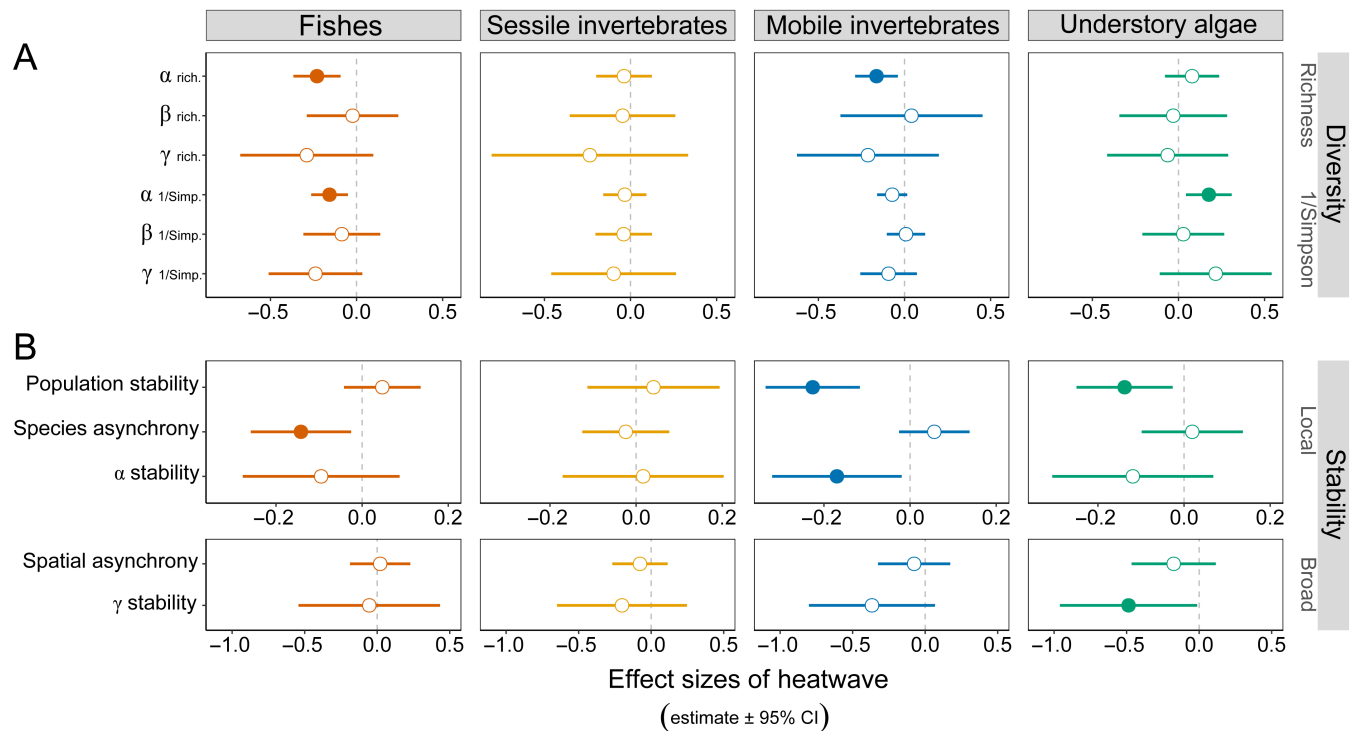 Fishes Sessile invertebrates Mobile invertebrates Understory algae
A
α rich.
β rich.
γ rich.
α 1/Simp.
β 1/Simp.
γ 1/Simp.
Richness
1/Simpson
Diversity
−0.5 0.0 0.5 −0.5 0.0 0.5 −0.5 0.0 0.5 −0.5 0.0 0.5
B
Population stability
Species asynchrony
α stability
Local
Stability
−0.2 0.0 0.2 −0.2 0.0 0.2 −0.2 0.0 0.2 −0.2 0.0 0.2
Spatial asynchrony
γ stability
Broad
−1.0 −0.5 0.0 0.5 −1.0 −0.5 0.0 0.5 −1.0 −0.5 0.0 0.5 −1.0 −0.5 0.0 0.5
Effect sizes of heatwave
(estimate ± 95% CI)